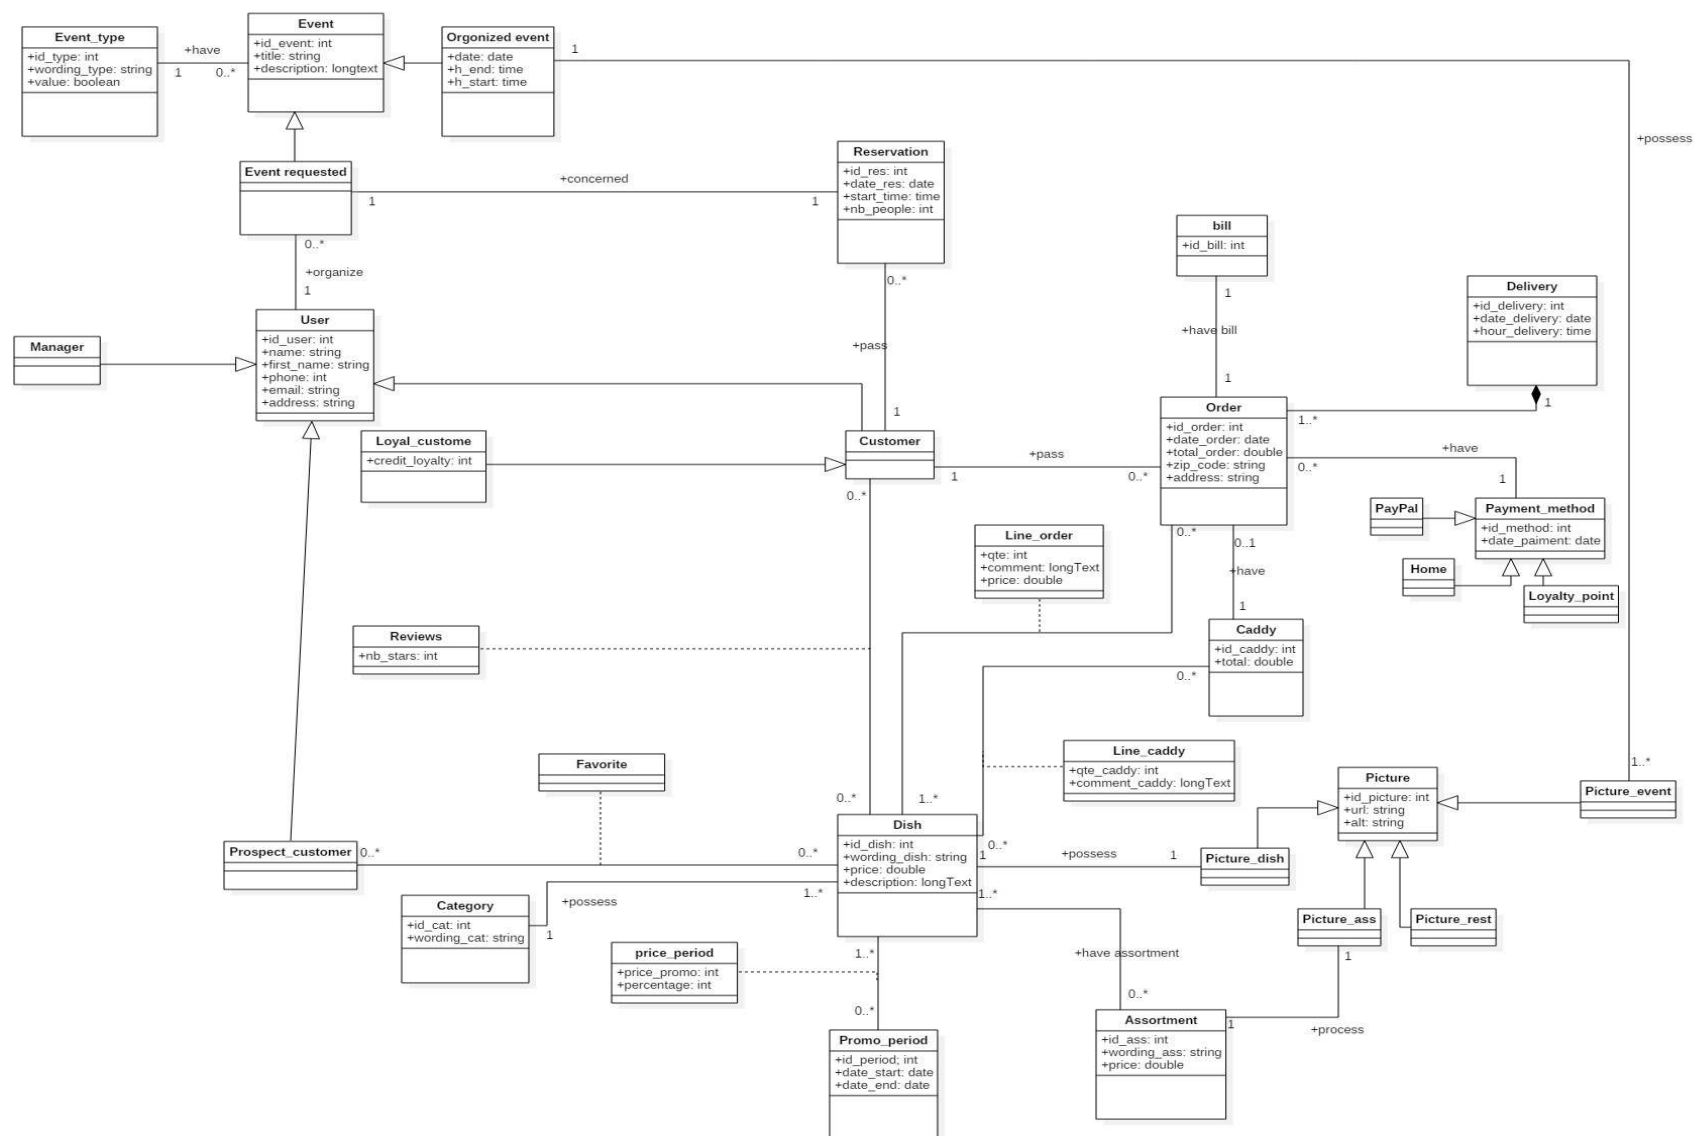 Event_type
+id_type: int
+wording_type: string
+value: boolean
+have
1
0..*
Event
+id_event: int
+title: string
+description: longtext
Orgonized event
+date: date
+h_end: time
+h_start: time
1
+possess
1..*
Event requested
1
+concerned
1
Reservation
+id_res: int
+date_res: date
+start_time: time
+nb_people: int
0..*
+organize
1
0..*
+pass
1
bill
+id_bill: int
1
+have bill
1
Delivery
+id_delivery: int
+date_delivery: date
+hour_delivery: time
1
1..*
Manager
User
+id_user: int
+name: string
+first_name: string
+phone: int
+email: string
+address: string
Loyal_custome
+credit_loyalty: int
Customer
1
+pass
0..*
Order
+id_order: int
+date_order: date
+total_order: double
+zip_code: string
+address: string
0..*
+have
1
PayPal
Payment_method
+id_method: int
+date_paiment: date
Home
Loyalty_point
0..*
Line_order
+qte: int
+comment: longText
+price: double
0..*
0..1
+have
1
Reviews
+nb_stars: int
Caddy
+id_caddy: int
+total: double
0..*
Line_caddy
+qte_caddy: int
+comment_caddy: longText
Favorite
0..*
1..*
Picture
+id_picture: int
+url: string
+alt: string
Picture_event
Prospect_customer
0..*
0..*
Dish
+id_dish: int
+wording_dish: string
+price: double
+description: longText
0..*
1
+possess
1
Picture_dish
1..*
+possess
1
Category
+id_cat: int
+wording_cat: string
1..*
+have assortment
0..*
Picture_ass
Picture_rest
1
+process
1
price_period
+price_promo: int
+percentage: int
1..*
0..*
Promo_period
+id_period; int
+date_start: date
+date_end: date
Assortment
+id_ass: int
+wording_ass: string
+price: double